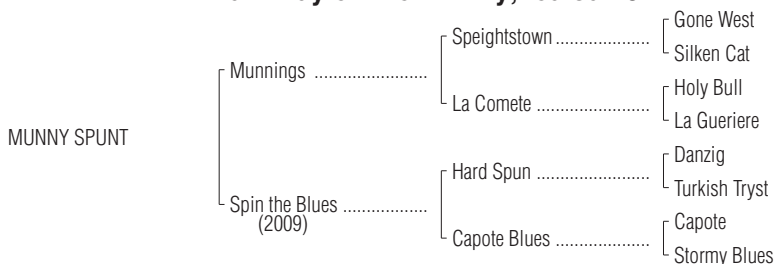 Gone West
Speightstown ......................
Silken Cat
Munnings ....................
Holy Bull
La Comete ....................
La Gueriere
MUNNY SPUNT
Danzig
Hard Spun ....................
Turkish Tryst
Spin the Blues ...............
(2009)
Capote
Capote Blues .................
Stormy Blues